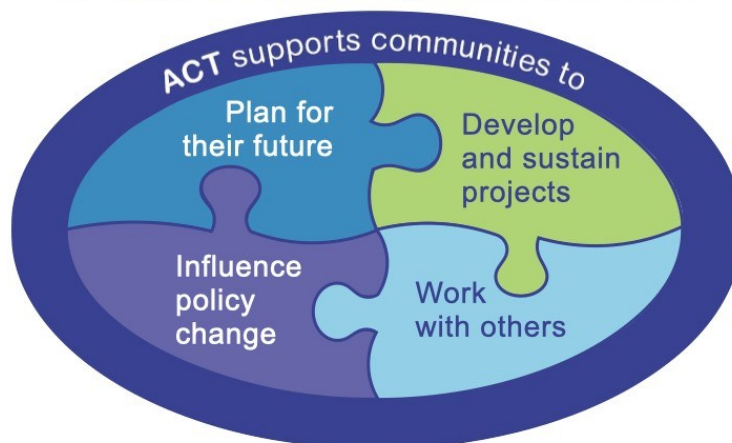 ACT supports communities to
Plan for
their future
Develop
and sustain
projects
Influence
policy
change
Work
with others